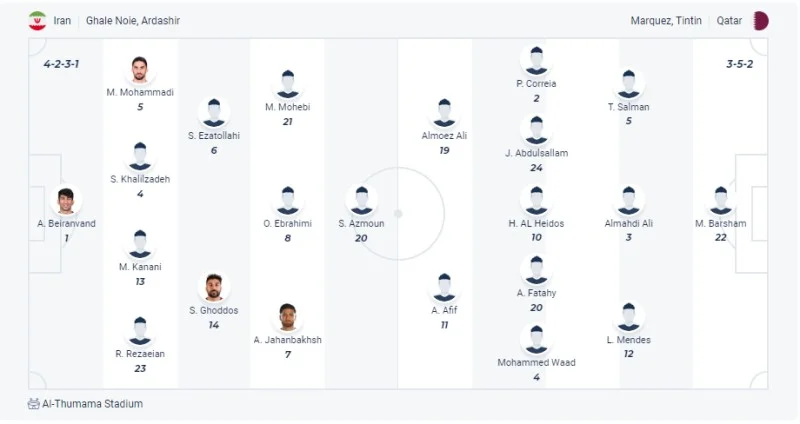 Iran Ghale Noie, Ardashir
Marquez, Tintin Qatar
4-2-3-1
3-5-2
A. Beiranvand
1
M. Mohammadi
5
S. Khalilzadeh
4
M. Kanani
13
R. Rezaeian
23
S. Ezatollahi
6
S. Ghoddos
14
M. Mohebi
21
O. Ebrahimi
8
A. Jahanbakhsh
7
S. Azmoun
20
Almoez Ali
19
A. Afif
11
P. Correia
2
J. Abdulsallam
24
H. AL Heidos
10
A. Fatahy
20
Mohammed Waad
4
T. Salman
5
Almahdi Ali
3
L. Mendes
12
M. Barsham
22
Al-Thumama Stadium